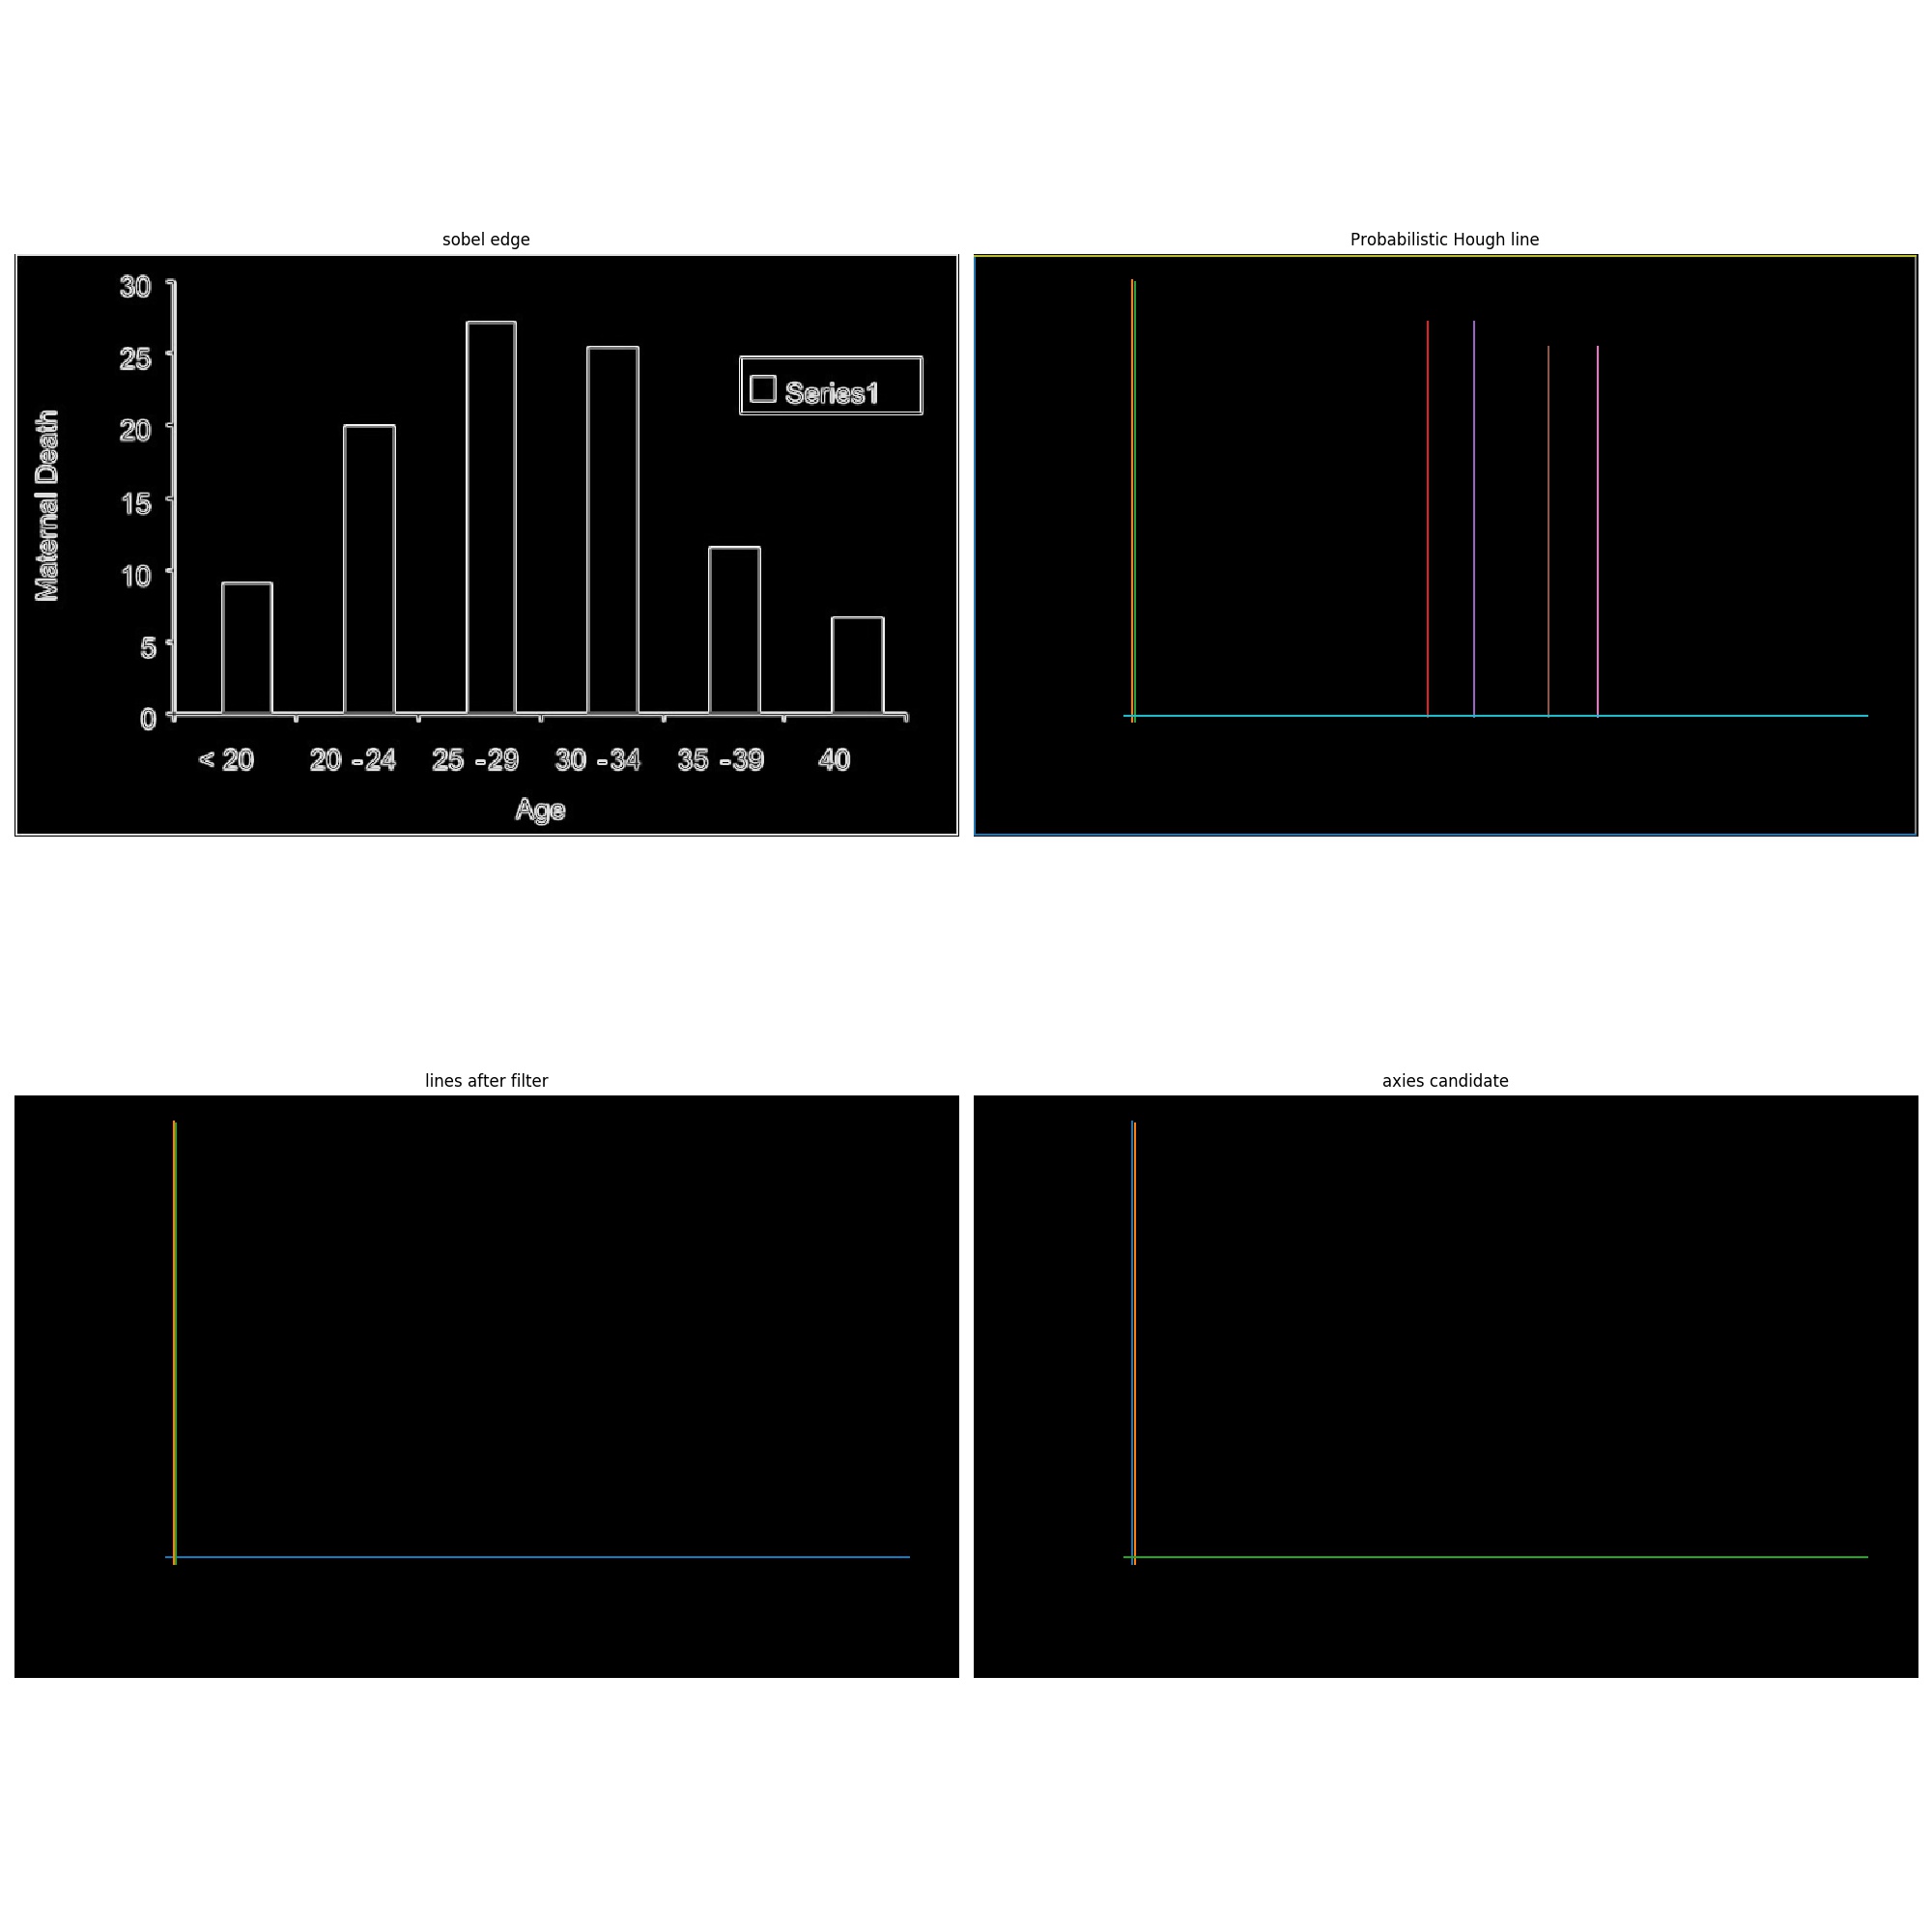 sobel edge
30
25
20
15
10
5
0
Maternal Death
Series1
< 20 20 -24 25 -29 30 -34 35 -39 40
Age
Probabilistic Hough line
lines after filter
axies candidate